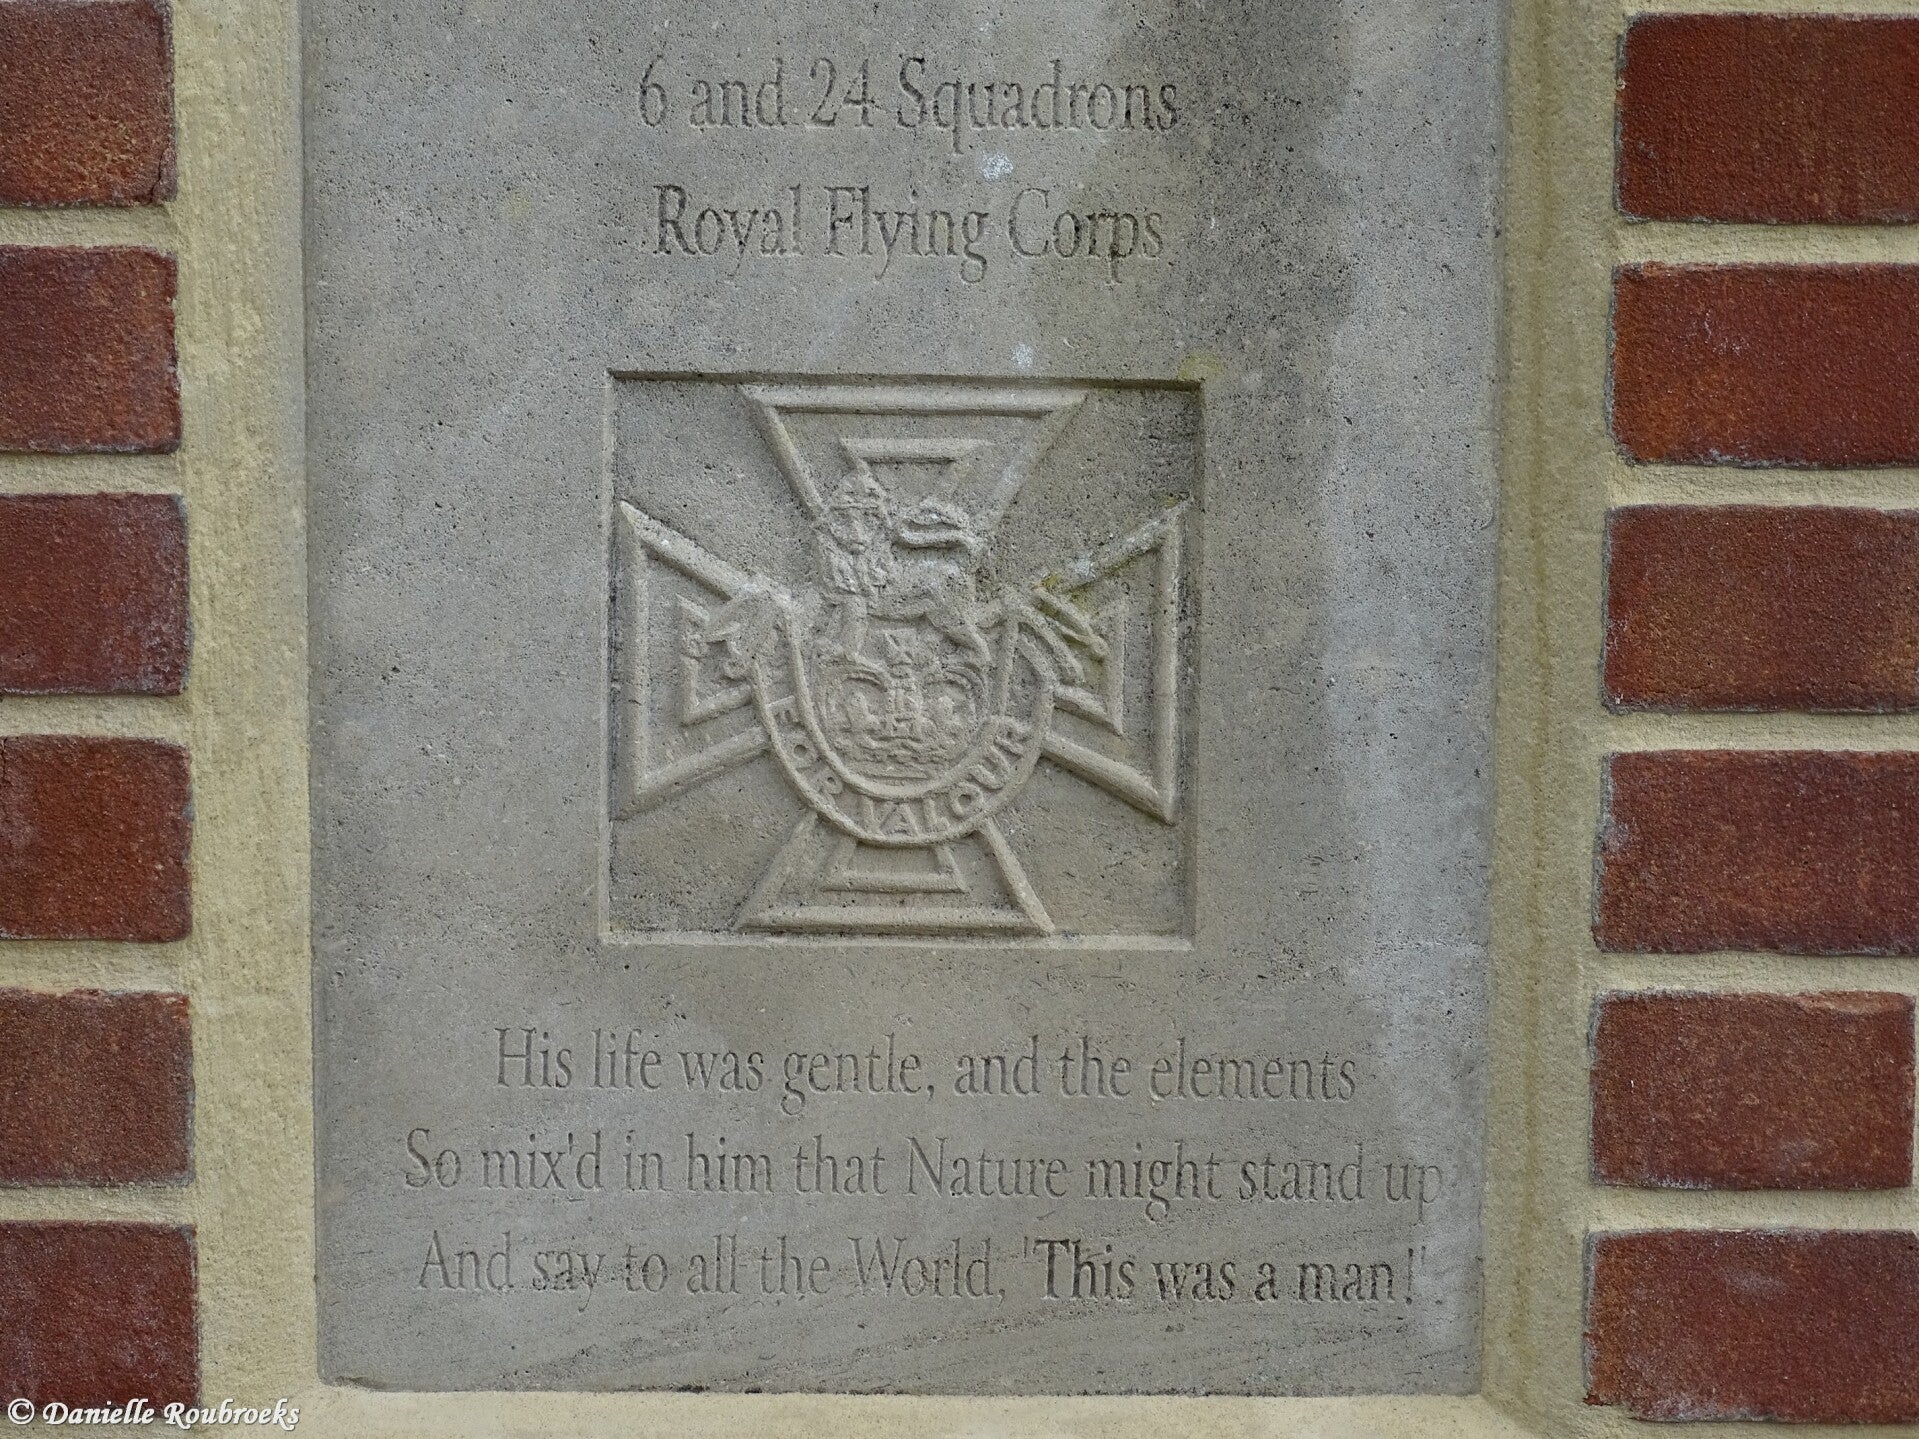 6 and 24 Squadrons
Royal Flying Corps
FOR VALOUR
His life was gentle, and the elements
So mix'd in him that Nature might stand up
And say to all the World, 'This was a man!'.
© Danielle Roubroeks